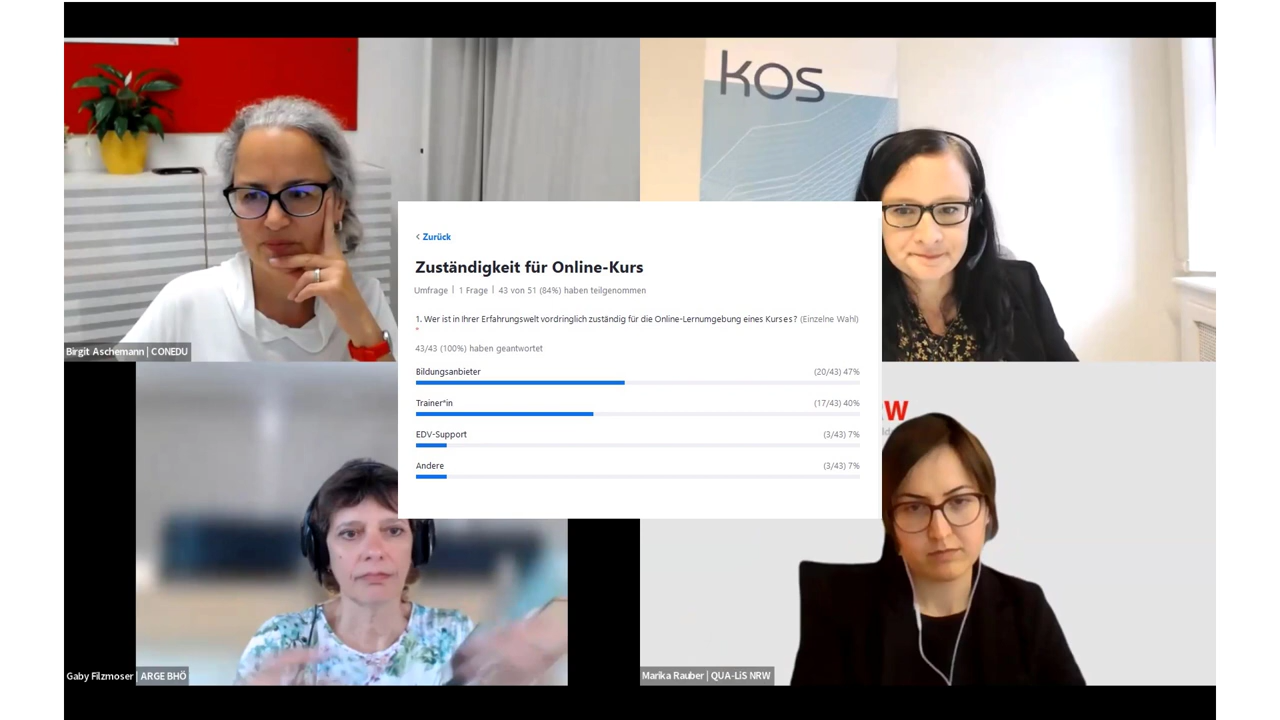 kos
‹ Zurück
Zuständigkeit für Online-Kurs
Umfrage | 1 Frage | 43 von 51 (84%) haben teilgenommen
1. Wer ist in Ihrer Erfahrungswelt vordringlich zuständig für die Online-Lernumgebung eines Kurses? (Einzelne Wahl)
*
43/43 (100%) haben geantwortet
Bildungsanbieter (20/43) 47%
Trainer*in (17/43) 40%
EDV-Support (3/43) 7%
Andere (3/43) 7%
Birgit Aschemann | CONEDU
W
Gaby Filzmoser | ARGE BHÖ
Marika Rauber | QUA-LiS NRW